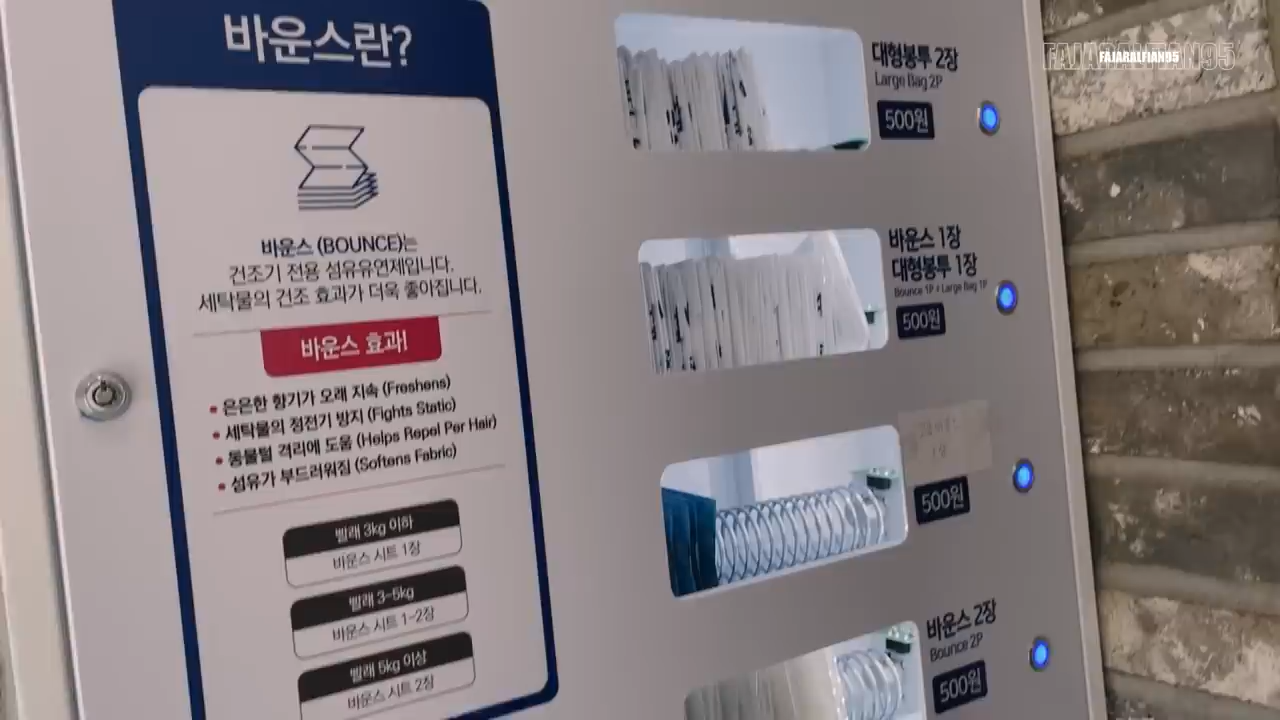 바운스란?
바운스 (BOUNCE)는
건조기 전용 섬유유연제입니다.
세탁물의 건조 효과가 더욱 좋아집니다.
바운스 효과!
• 은은한 향기가 오래 지속 (Freshens)
• 세탁물의 정전기 방지 (Fights Static)
• 동물털 격리에 도움 (Helps Repel Per Hair)
• 섬유가 부드러워짐 (Softens Fabric)
빨래 3kg 이하
바운스 시트 1장
빨래 3-5kg
바운스 시트 1-2장
빨래 5kg 이상
바운스 시트 2장
대형봉투 2장
Large Bag 2P
500원
바운스 1장
대형봉투 1장
Bounce 1P + Large Bag 1P
500원
500원
바운스 2장
Bounce 2P
500원
FAJARALFIAN95
FAJARALFIAN95